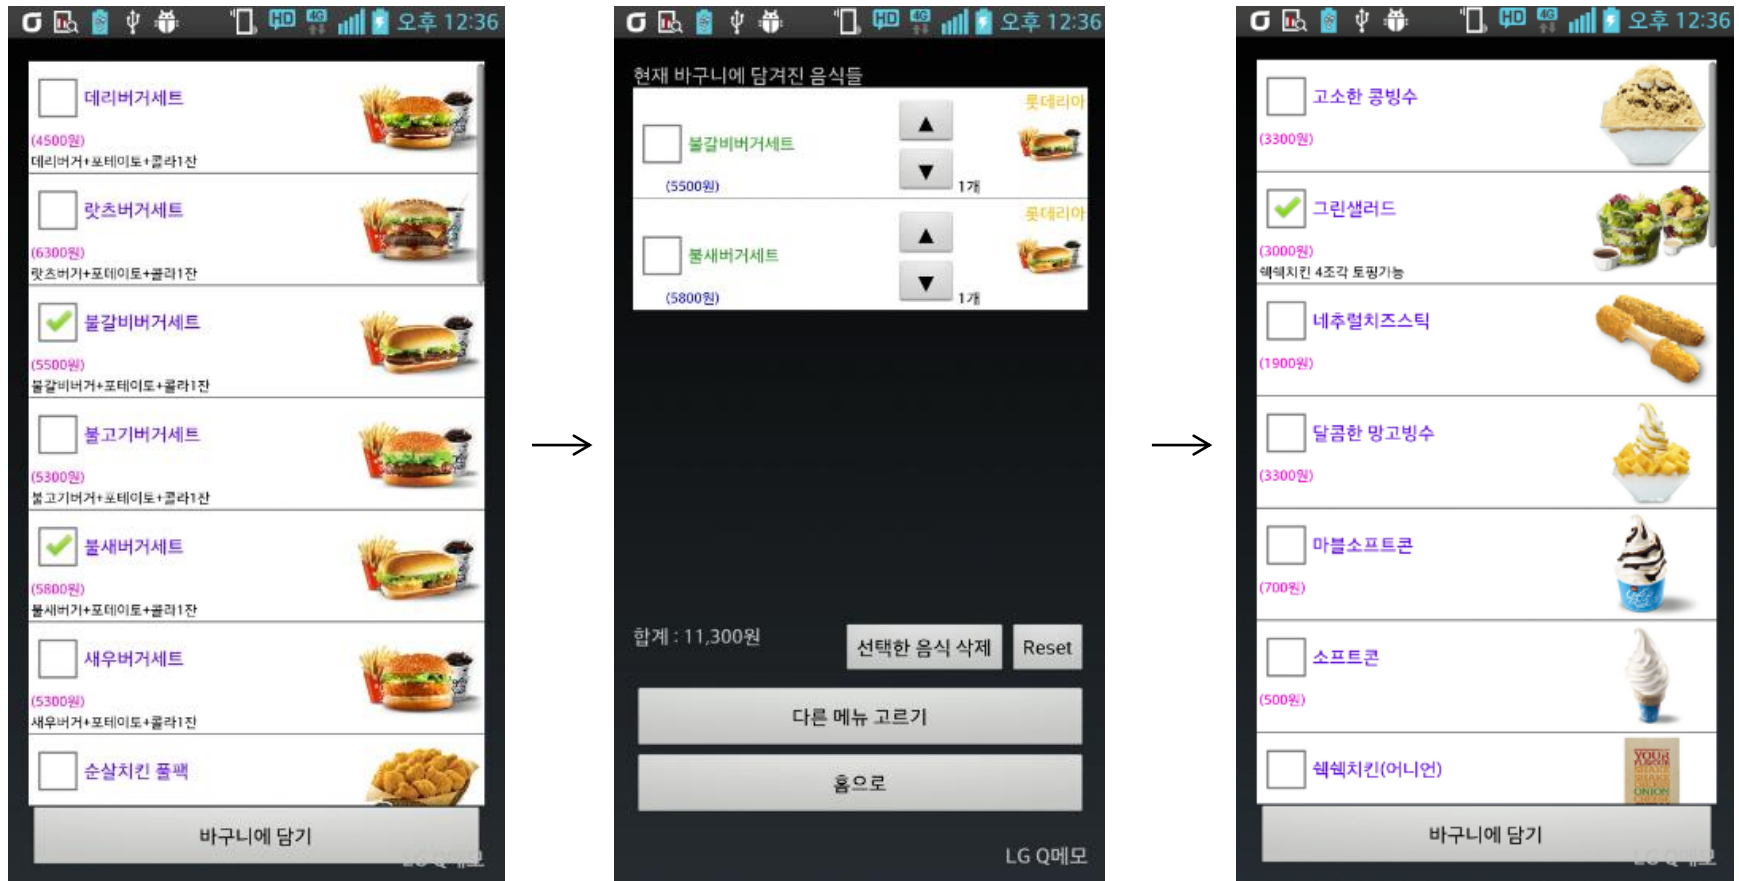 오후 12:36
데리버거세트
(4500원)
데리버거+포테이토+콜라1잔
랏츠버거세트
(6300원)
랏츠버거+포테이토+콜라1잔
불갈비버거세트
(5500원)
불갈비버거+포테이토+콜라1잔
불고기버거세트
(5300원)
불고기버거+포테이토+콜라1잔
불새버거세트
(5800원)
불새버거+포테이토+콜라1잔
새우버거세트
(5300원)
새우버거+포테이토+콜라1잔
순살치킨 풀팩
바구니에 담기
LG Q메모
HD 4G 오후 12:36
현재 바구니에 담겨진 음식들
롯데리아
불갈비버거세트
(5500원)
1개
롯데리아
불새버거세트
(5800원)
1개
합계 : 11,300원
선택한 음식 삭제
Reset
다른 메뉴 고르기
홈으로
LG Q메모
HD 4G 오후 12:36
고소한 콩빙수
(3300원)
그린샐러드
(3000원)
쉑쉑치킨 4조각 토핑가능
네추럴치즈스틱
(1900원)
달콤한 망고빙수
(3300원)
마블소프트콘
(700원)
소프트콘
(500원)
쉑쉑치킨(어니언)
YOUR
ONION
바구니에 담기
LG Q메모